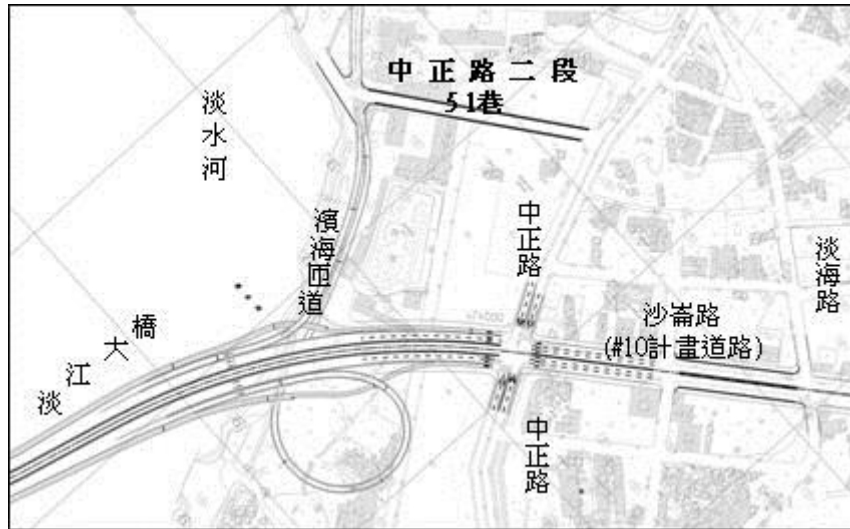 中正路二段
51巷
淡水河
濱海匝道
中正路
淡海路
沙崙路
(#10計畫道路)
淡江大橋
中正路